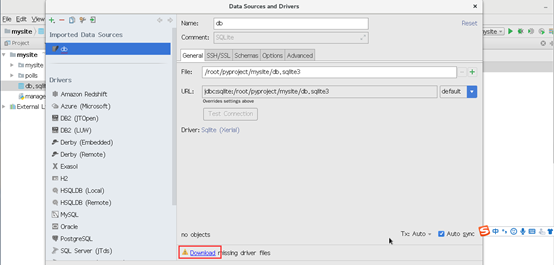 Data Sources and Drivers
File Edit View
mysite
mysite
mysite
polls
db.sq
manage
External L
Imported Data Sources
db
Drivers
Amazon Redshift
Azure (Microsoft)
DB2 (JTOpen)
DB2 (LUW)
Derby (Embedded)
Derby (Remote)
Exasol
H2
HSQLDB (Local)
HSQLDB (Remote)
MySQL
Oracle
PostgreSQL
SQL Server (jTds)
Name: db Reset
Comment: SQLite
General SSH/SSL Schemas Options Advanced
File: /root/pyproject/mysite/db.sqlite3
URL: jdbc:sqlite:/root/pyproject/mysite/db.sqlite3 default
Overrides settings above
Test Connection
Driver: Sqlite (Xerial)
no objects Tx: Auto Auto sync
Download missing driver files
中